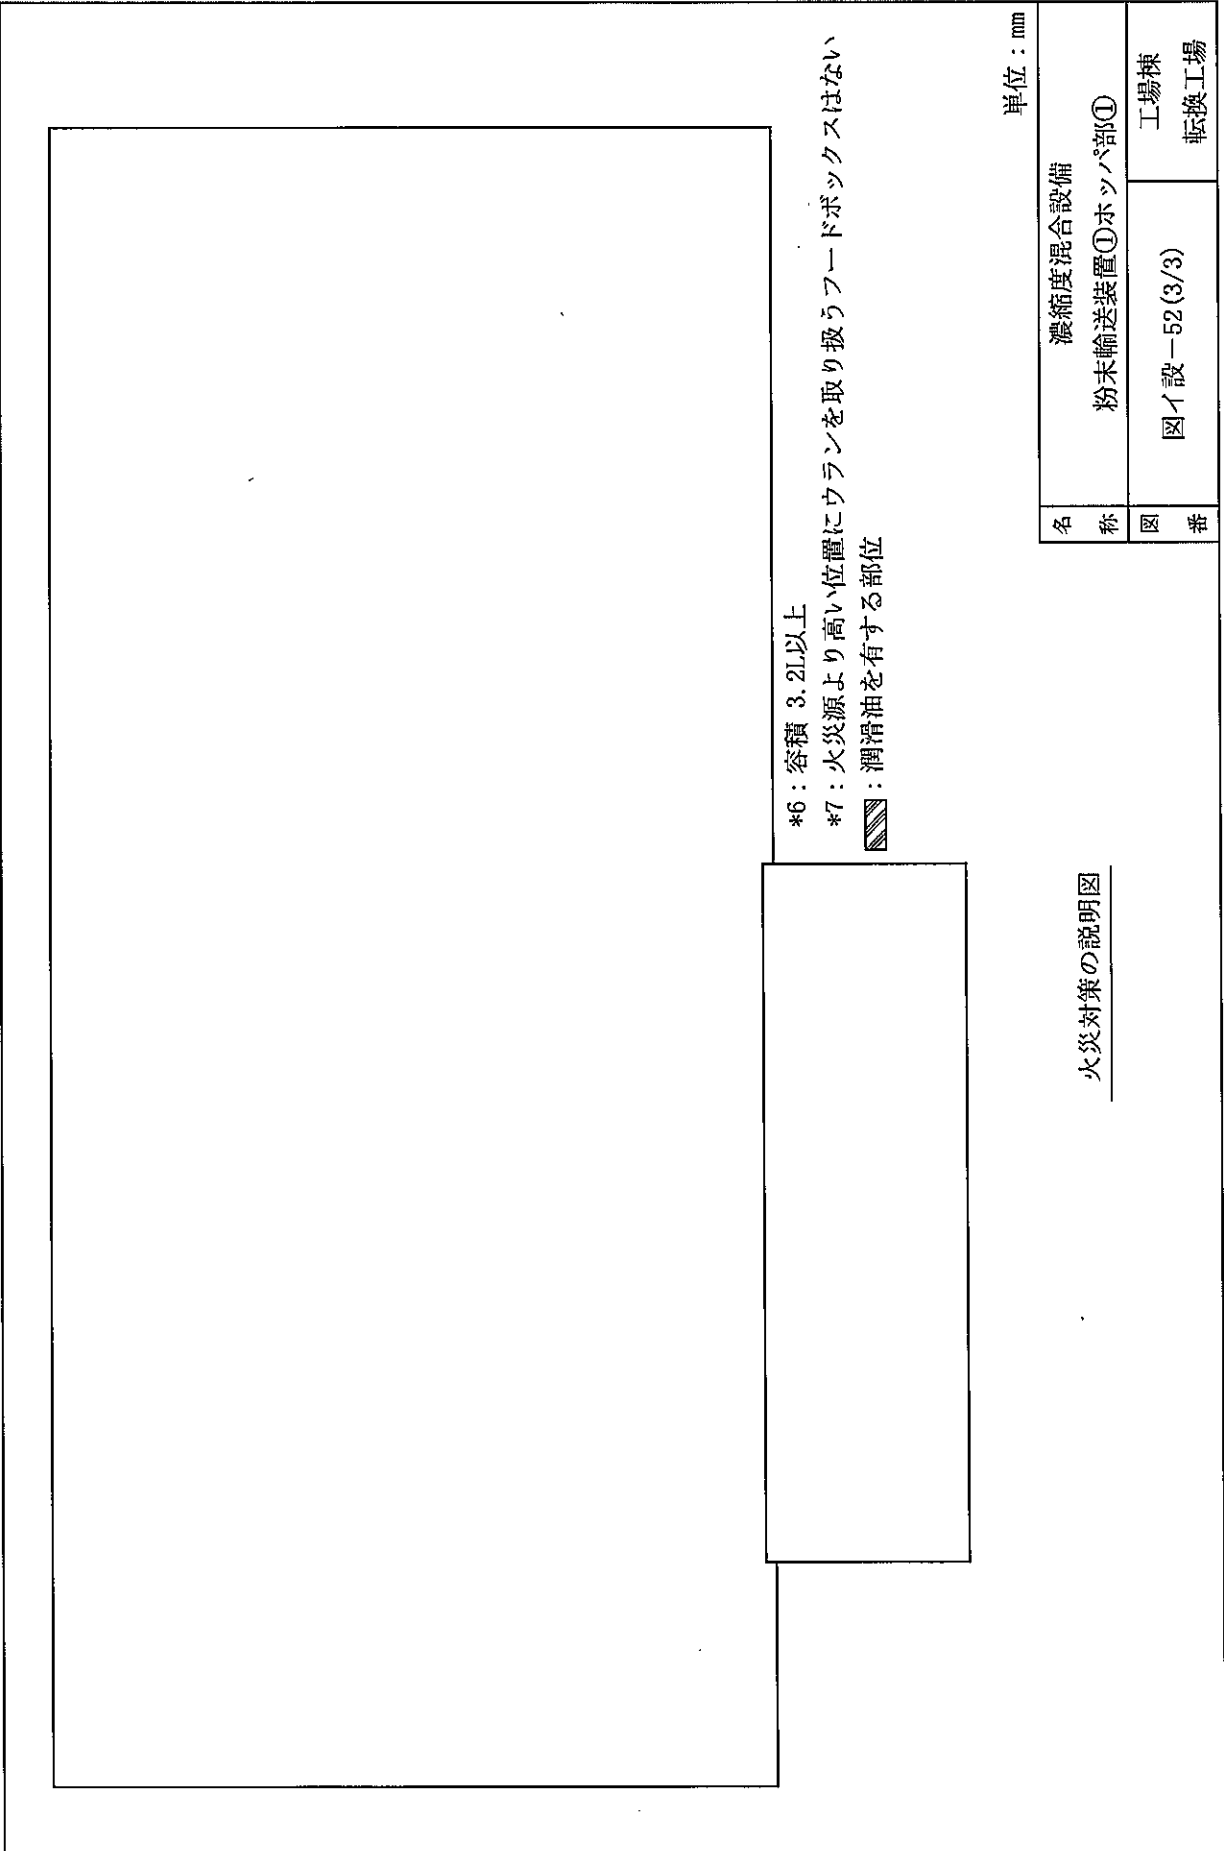 *6：容積 3.2L以上
*7：火災源より高い位置にウランを取り扱うフードボックスはない
：潤滑油を有する部位
単位：mm
火災対策の説明図
名称
濃縮度混合設備
粉末輸送装置①ホッパ部①
図番
図イ設－52(3/3)
工場棟
転換工場